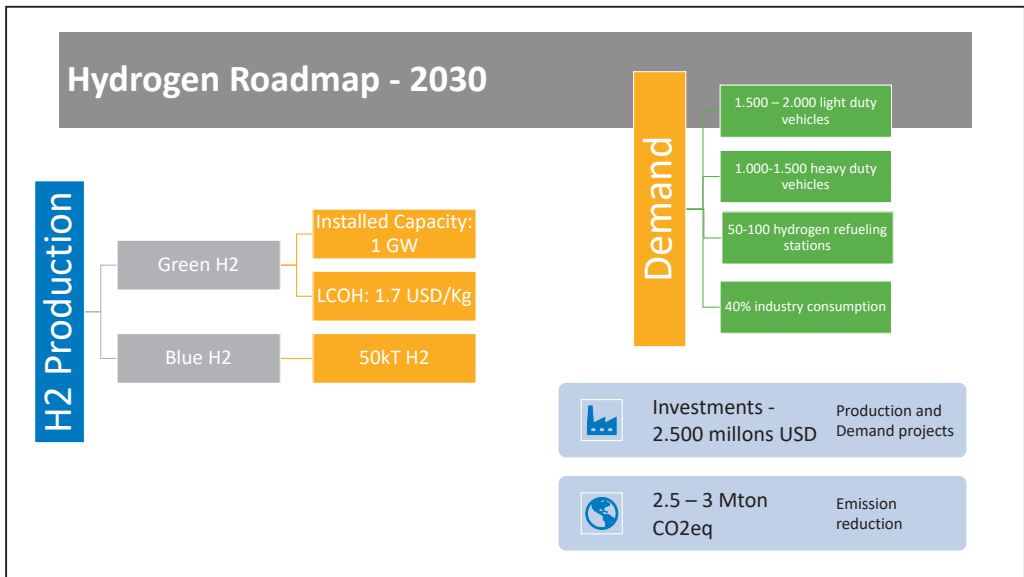 Hydrogen Roadmap - 2030
H2 Production
Green H2
Installed Capacity:
1 GW
LCOH: 1.7 USD/Kg
Blue H2
50kT H2
Demand
1.500 – 2.000 light duty
vehicles
1.000-1.500 heavy duty
vehicles
50-100 hydrogen refueling
stations
40% industry consumption
Investments -
2.500 millons USD
Production and
Demand projects
2.5 – 3 Mton
CO2eq
Emission
reduction